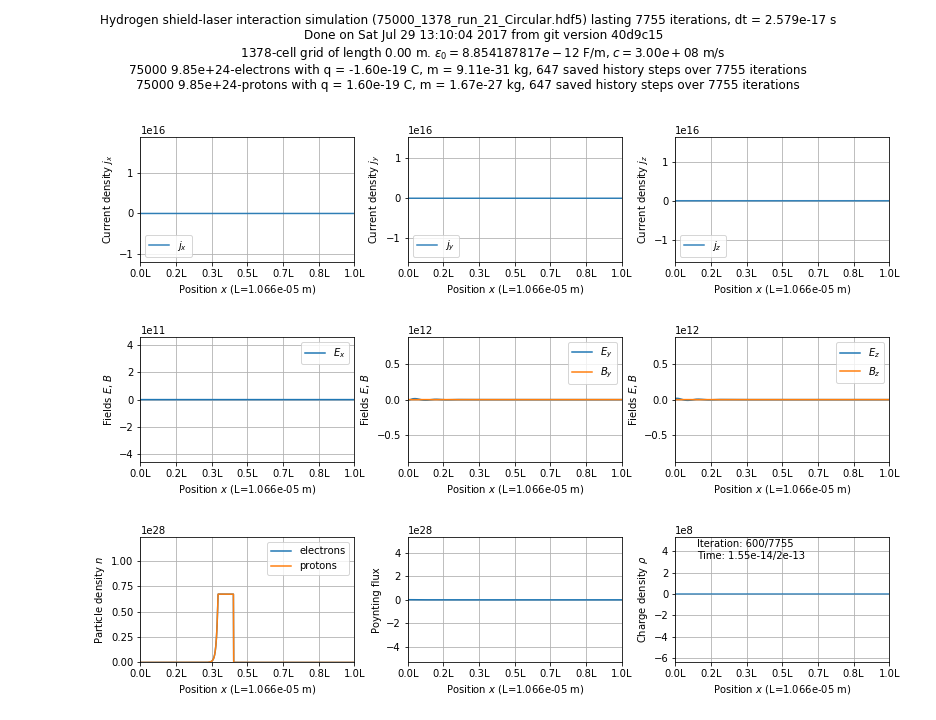 Hydrogen shield-laser interaction simulation (75000_1378_run_21_Circular.hdf5) lasting 7755 iterations, dt = 2.579e-17 s
Done on Sat Jul 29 13:10:04 2017 from git version 40d9c15
1378-cell grid of length 0.00 m. ε₀ = 8.854187817e − 12 F/m, c = 3.00e + 08 m/s
75000 9.85e+24-electrons with q = -1.60e-19 C, m = 9.11e-31 kg, 647 saved history steps over 7755 iterations
75000 9.85e+24-protons with q = 1.60e-19 C, m = 1.67e-27 kg, 647 saved history steps over 7755 iterations
1e16
Current density jₓ
1
0
−1
jₓ
0.0L 0.2L 0.3L 0.5L 0.7L 0.8L 1.0L
Position x (L=1.066e-05 m)
1e16
Current density j_y
1
0
−1
j_y
0.0L 0.2L 0.3L 0.5L 0.7L 0.8L 1.0L
Position x (L=1.066e-05 m)
1e16
Current density j_z
1
0
−1
j_z
0.0L 0.2L 0.3L 0.5L 0.7L 0.8L 1.0L
Position x (L=1.066e-05 m)
1e11
Fields E, B
4
2
0
−2
−4
Eₓ
0.0L 0.2L 0.3L 0.5L 0.7L 0.8L 1.0L
Position x (L=1.066e-05 m)
1e12
Fields E, B
0.5
0.0
−0.5
E_y
B_y
0.0L 0.2L 0.3L 0.5L 0.7L 0.8L 1.0L
Position x (L=1.066e-05 m)
1e12
Fields E, B
0.5
0.0
−0.5
E_z
B_z
0.0L 0.2L 0.3L 0.5L 0.7L 0.8L 1.0L
Position x (L=1.066e-05 m)
1e28
Particle density n
1.00
0.75
0.50
0.25
0.00
electrons
protons
0.0L 0.2L 0.3L 0.5L 0.7L 0.8L 1.0L
Position x (L=1.066e-05 m)
1e28
Poynting flux
4
2
0
−2
−4
0.0L 0.2L 0.3L 0.5L 0.7L 0.8L 1.0L
Position x (L=1.066e-05 m)
1e8
Charge density ρ
4
2
0
−2
−4
−6
Iteration: 600/7755
Time: 1.55e-14/2e-13
0.0L 0.2L 0.3L 0.5L 0.7L 0.8L 1.0L
Position x (L=1.066e-05 m)